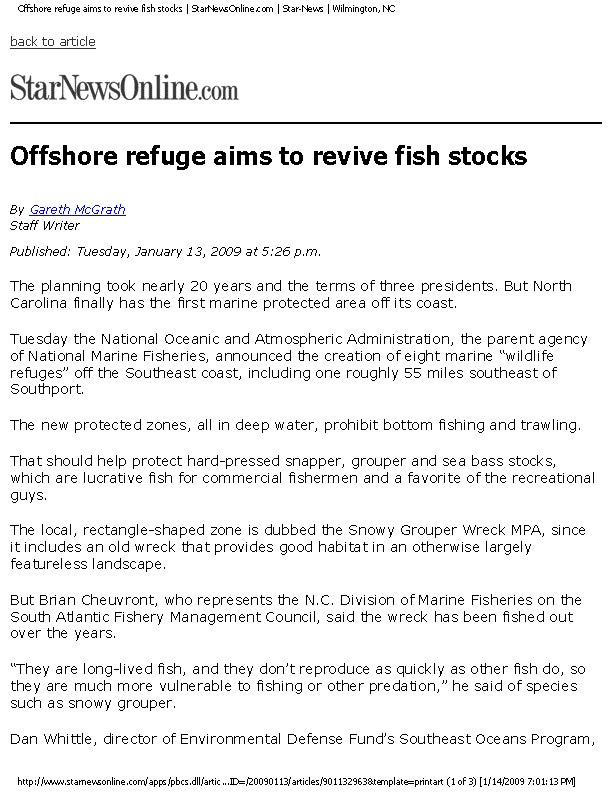 Offshore refuge aims to revive fish stocks | StarNewsOnline.com | Star-News | Wilmington, NC
back to article
StarNewsOnline.com
Offshore refuge aims to revive fish stocks
By Gareth McGrath
Staff Writer
Published: Tuesday, January 13, 2009 at 5:26 p.m.
The planning took nearly 20 years and the terms of three presidents. But North
Carolina finally has the first marine protected area off its coast.
Tuesday the National Oceanic and Atmospheric Administration, the parent agency
of National Marine Fisheries, announced the creation of eight marine “wildlife
refuges” off the Southeast coast, including one roughly 55 miles southeast of
Southport.
The new protected zones, all in deep water, prohibit bottom fishing and trawling.
That should help protect hard-pressed snapper, grouper and sea bass stocks,
which are lucrative fish for commercial fishermen and a favorite of the recreational
guys.
The local, rectangle-shaped zone is dubbed the Snowy Grouper Wreck MPA, since
it includes an old wreck that provides good habitat in an otherwise largely
featureless landscape.
But Brian Cheuvront, who represents the N.C. Division of Marine Fisheries on the
South Atlantic Fishery Management Council, said the wreck has been fished out
over the years.
“They are long-lived fish, and they don’t reproduce as quickly as other fish do, so
they are much more vulnerable to fishing or other predation,” he said of species
such as snowy grouper.
Dan Whittle, director of Environmental Defense Fund’s Southeast Oceans Program,
http://www.starnewsonline.com/apps/pbcs.dll/artic...ID=/20090113/articles/901132963&template=printart (1 of 3) [1/14/2009 7:01:13 PM]